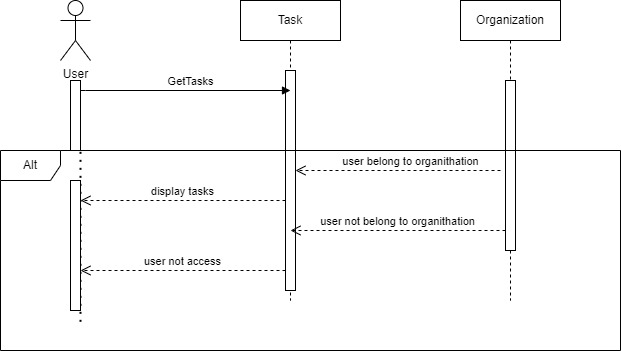 Task
Organization
User
GetTasks
Alt
user belong to organithation
display tasks
user not belong to organithation
user not access